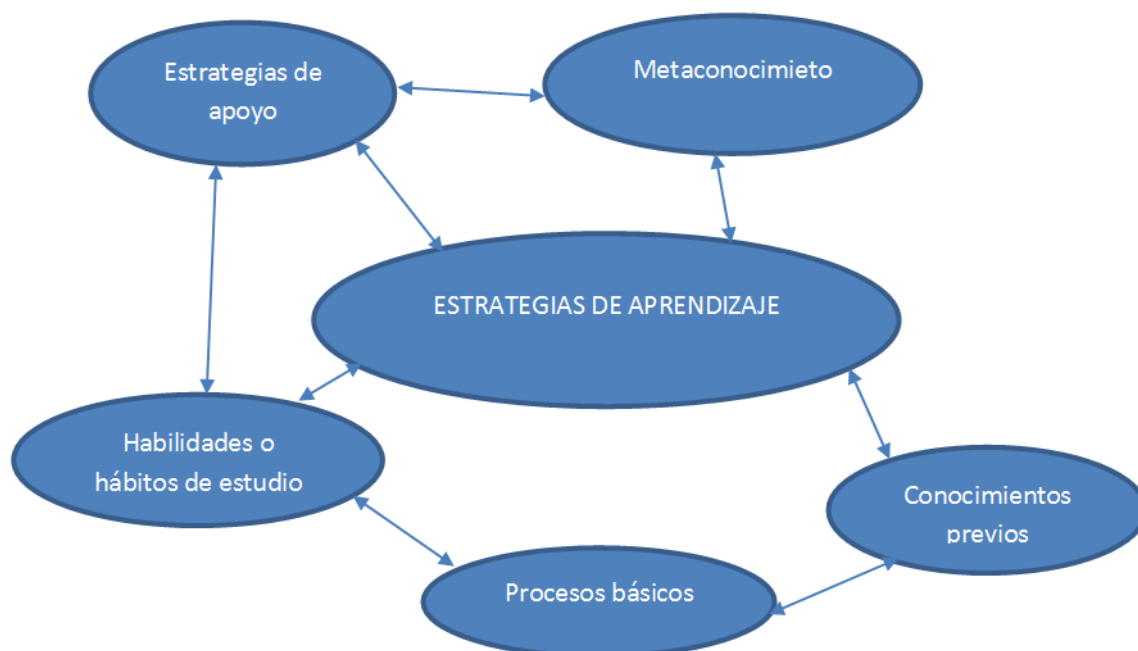 Estrategias de
apoyo
Metaconocimieto
ESTRATEGIAS DE APRENDIZAJE
Habilidades o
hábitos de estudio
Conocimientos
previos
Procesos básicos